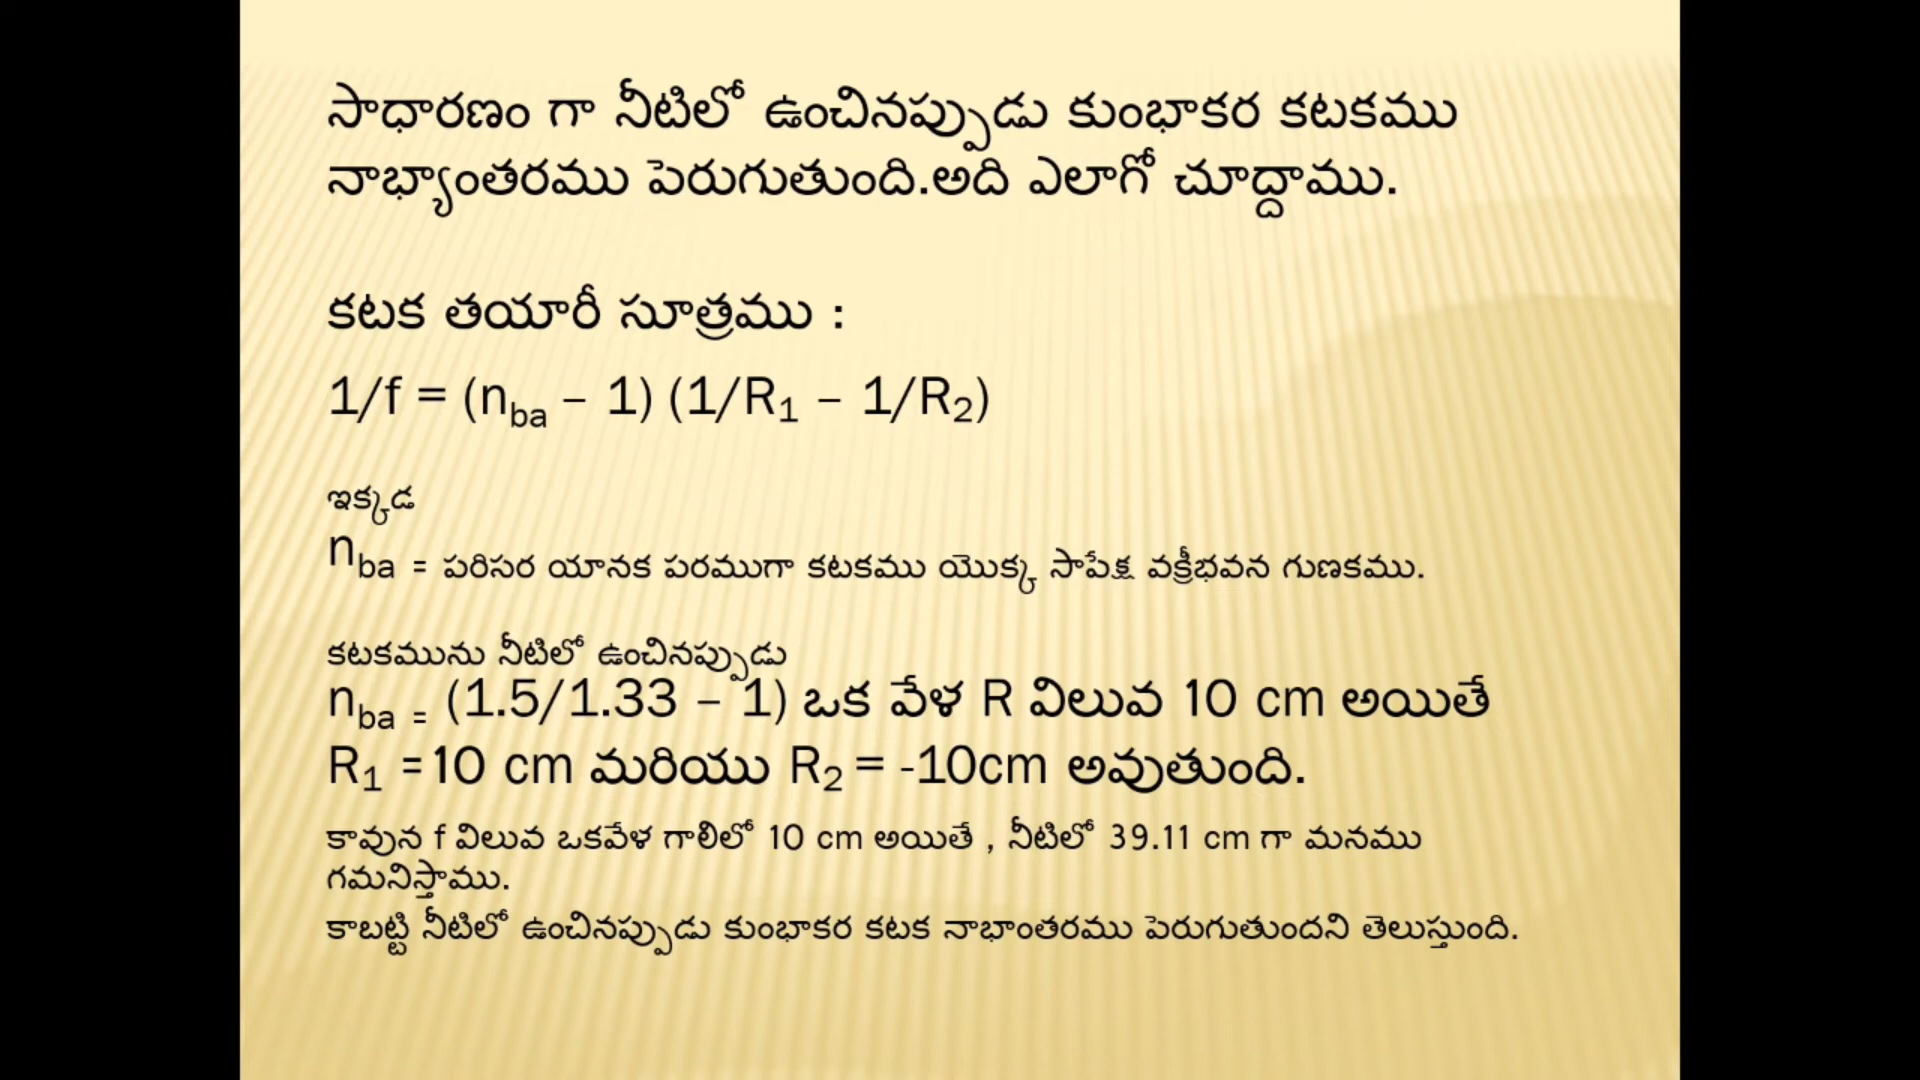 సాధారణం గా నీటిలో ఉంచినప్పుడు కుంభాకర కటకము
నాభ్యాంతరము పెరుగుతుంది.అది ఎలాగో చూద్దాము.
కటక తయారీ సూత్రము :
1/f = (nba – 1) (1/R1 – 1/R2)
ఇక్కడ
nba = పరిసర యానక పరముగా కటకము యొక్క సాపేక్ష వక్రీభవన గుణకము.
కటకమును నీటిలో ఉంచినప్పుడు
nba = (1.5/1.33 – 1) ఒక వేళ R విలువ 10 cm అయితే
R1 =10 cm మరియు R2 = -10cm అవుతుంది.
కావున f విలువ ఒకవేళ గాలిలో 10 cm అయితే , నీటిలో 39.11 cm గా మనము
గమనిస్తాము.
కాబట్టి నీటిలో ఉంచినప్పుడు కుంభాకర కటక నాభాంతరము పెరుగుతుందని తెలుస్తుంది.